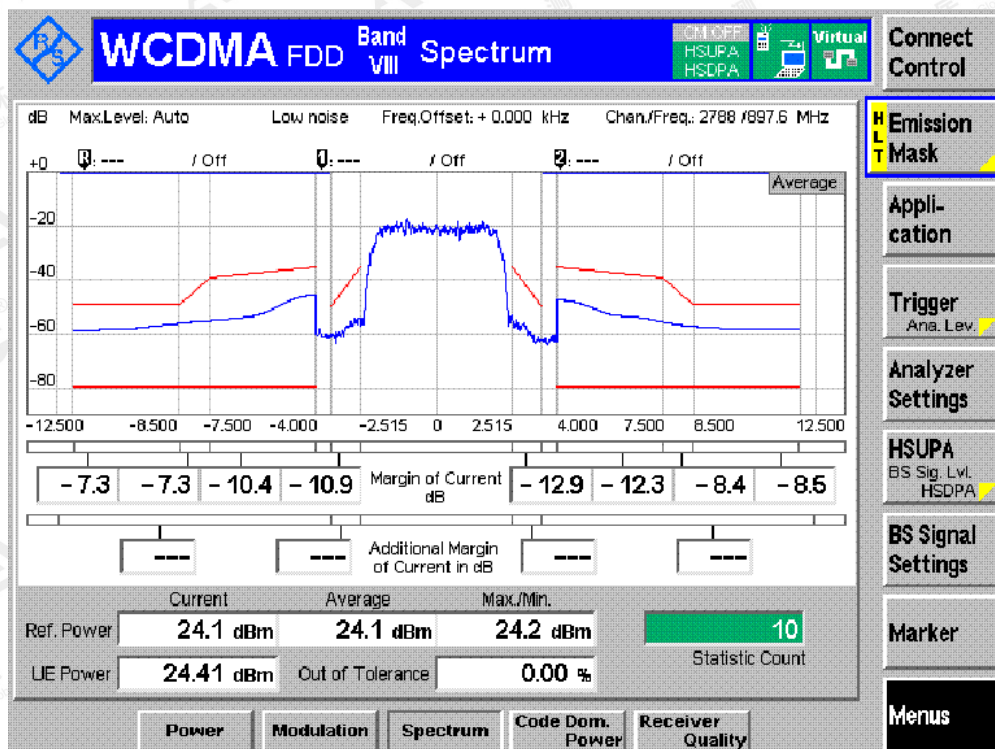 R S
WCDMA FDD Band VIII Spectrum
HSUPA
HSDPA
Virtual
Connect Control
dB Max.Level: Auto Low noise Freq.Offset: + 0.000 kHz Chan./Freq.: 2788 /897.6 MHz
HLT Emission Mask
R: --- / Off 1: --- / Off 2: --- / Off
+0
Average
-20
-40
-60
-80
-12.500 -8.500 -7.500 -4.000 -2.515 0 2.515 4.000 7.500 8.500 12.500
Appli-
cation
Trigger
Ana. Lev.
Analyzer
Settings
HSUPA
BS Sig. Lvl.
HSDPA
BS Signal
Settings
Marker
Menus
- 7.3 - 7.3 - 10.4 - 10.9 Margin of Current dB - 12.9 - 12.3 - 8.4 - 8.5
--- --- Additional Margin of Current in dB --- ---
Current Average Max./Min.
Ref. Power 24.1 dBm 24.1 dBm 24.2 dBm 10
Statistic Count
UE Power 24.41 dBm Out of Tolerance 0.00 %
Power Modulation Spectrum Code Dom. Power Receiver Quality